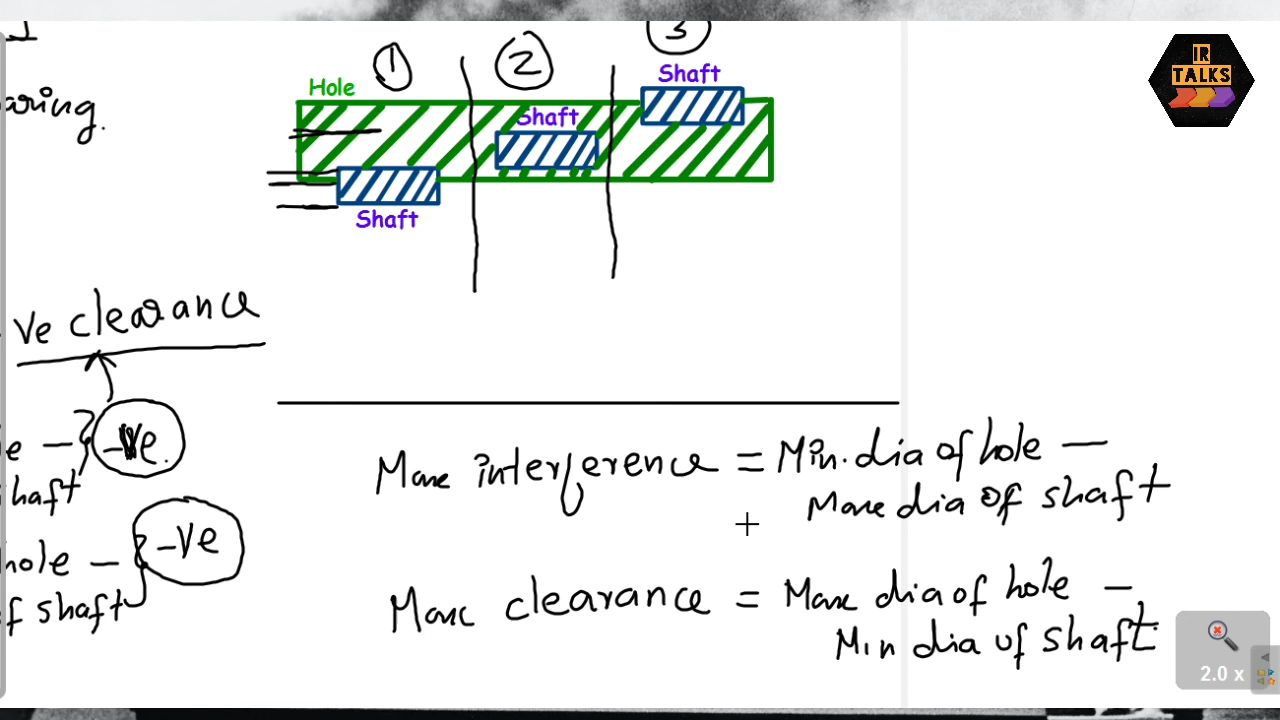 1
2
3
IR
TALKS
Hole
Shaft
Shaft
Shaft
aring.
ve clearance
e - -ve.
haft
hole - -ve
of shaft
Max interference = Min. dia of hole -
Max dia of shaft
Max clearance = Max dia of hole -
Min dia of shaft.
2.0 x